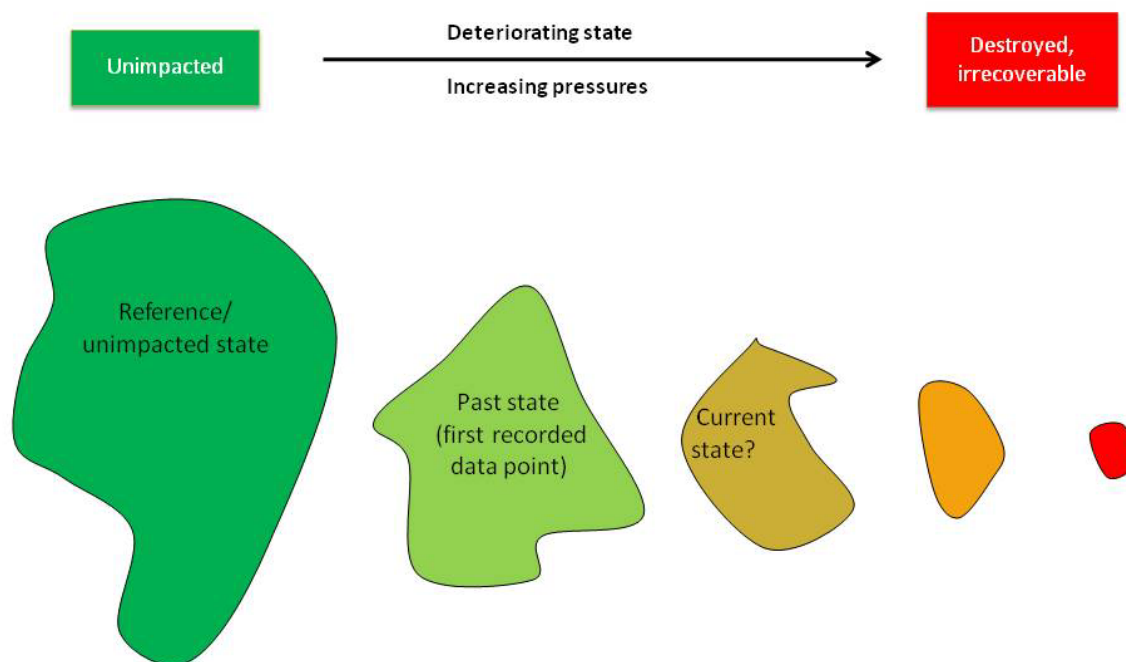 Unimpacted
Deteriorating state
Increasing pressures
Destroyed,
irrecoverable
Reference/
unimpacted state
Past state
(first recorded
data point)
Current
state?